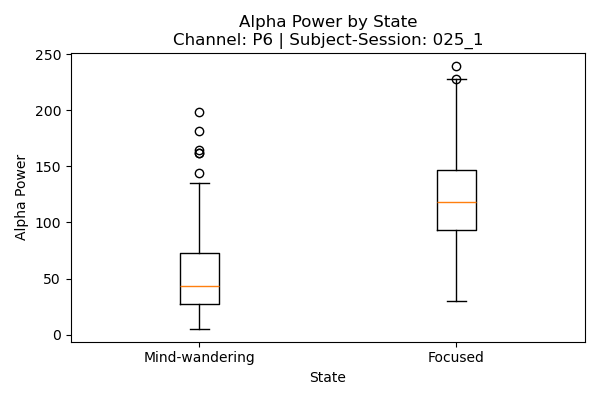 Alpha Power by State
Channel: P6 | Subject-Session: 025_1
250
200
150
100
50
0
Alpha Power
Mind-wandering
Focused
State